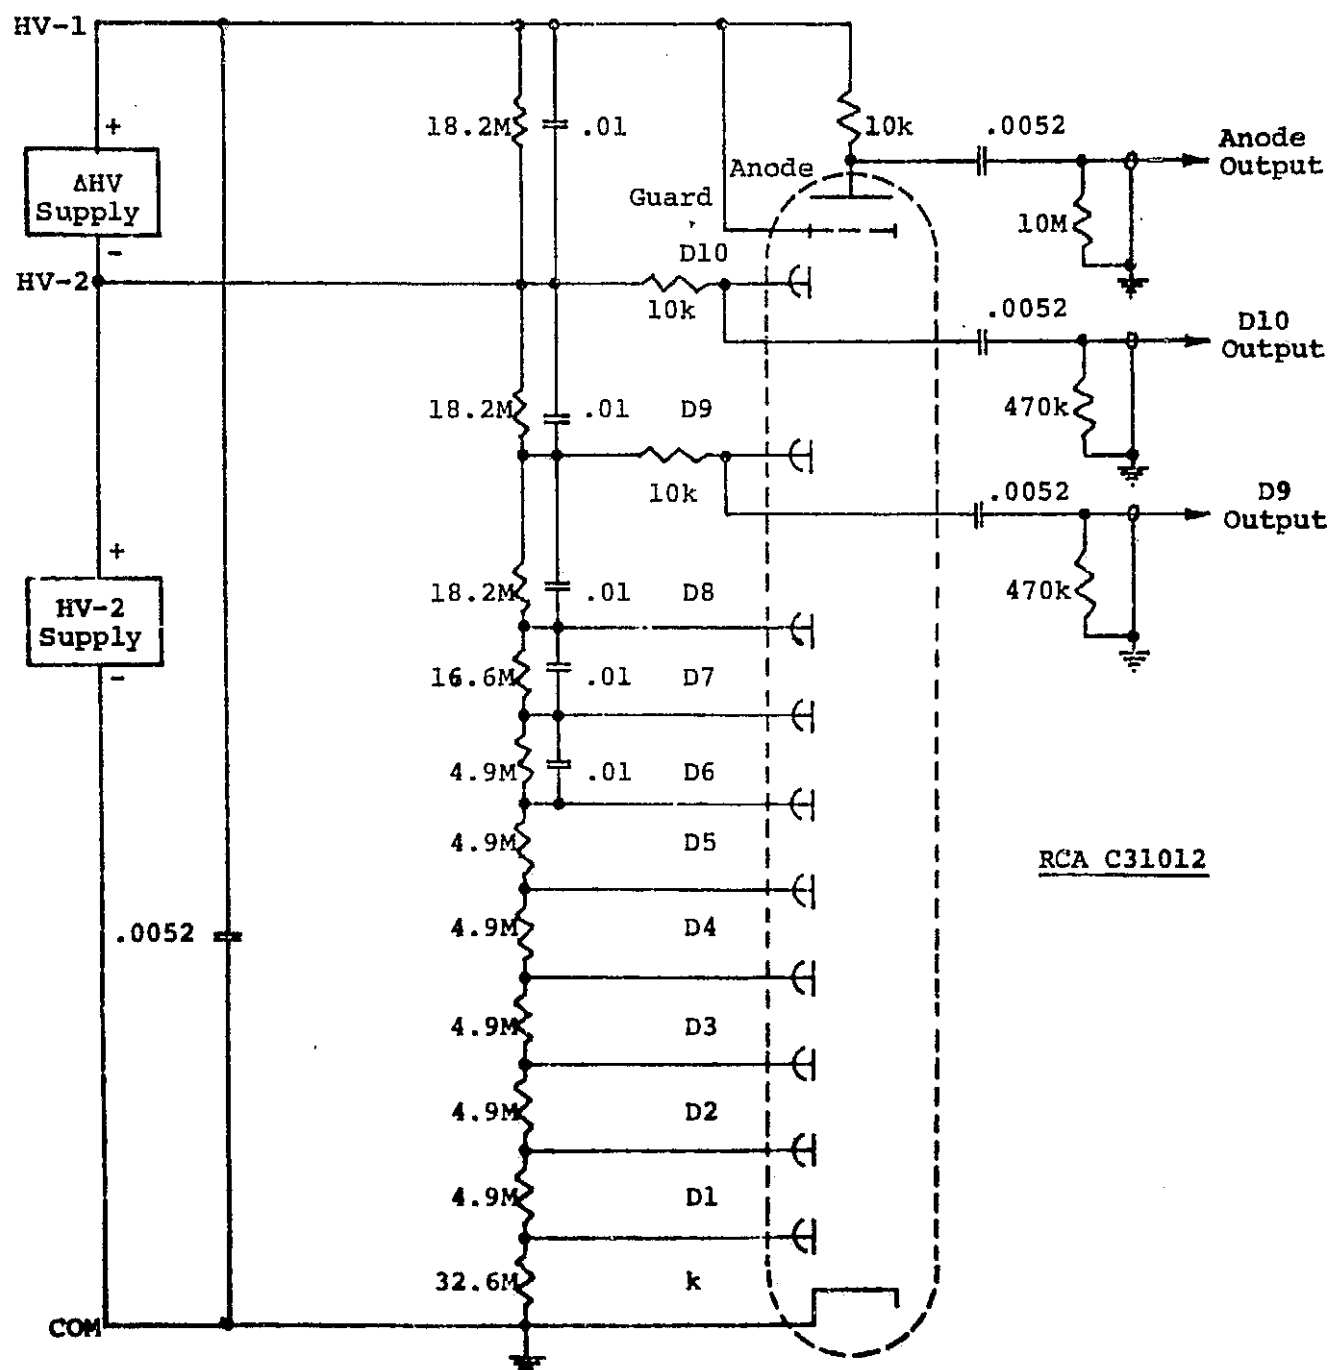 HV-1
+
ΔHV
Supply
-
HV-2
+
HV-2
Supply
-
COM
.0052
18.2M
.01
10k
.0052
Anode
Output
Anode
Guard
10M
D10
10k
.0052
D10
Output
18.2M
.01
D9
470k
10k
.0052
D9
Output
18.2M
.01
D8
470k
16.6M
.01
D7
4.9M
.01
D6
4.9M
D5
RCA C31012
4.9M
D4
4.9M
D3
4.9M
D2
4.9M
D1
32.6M
k